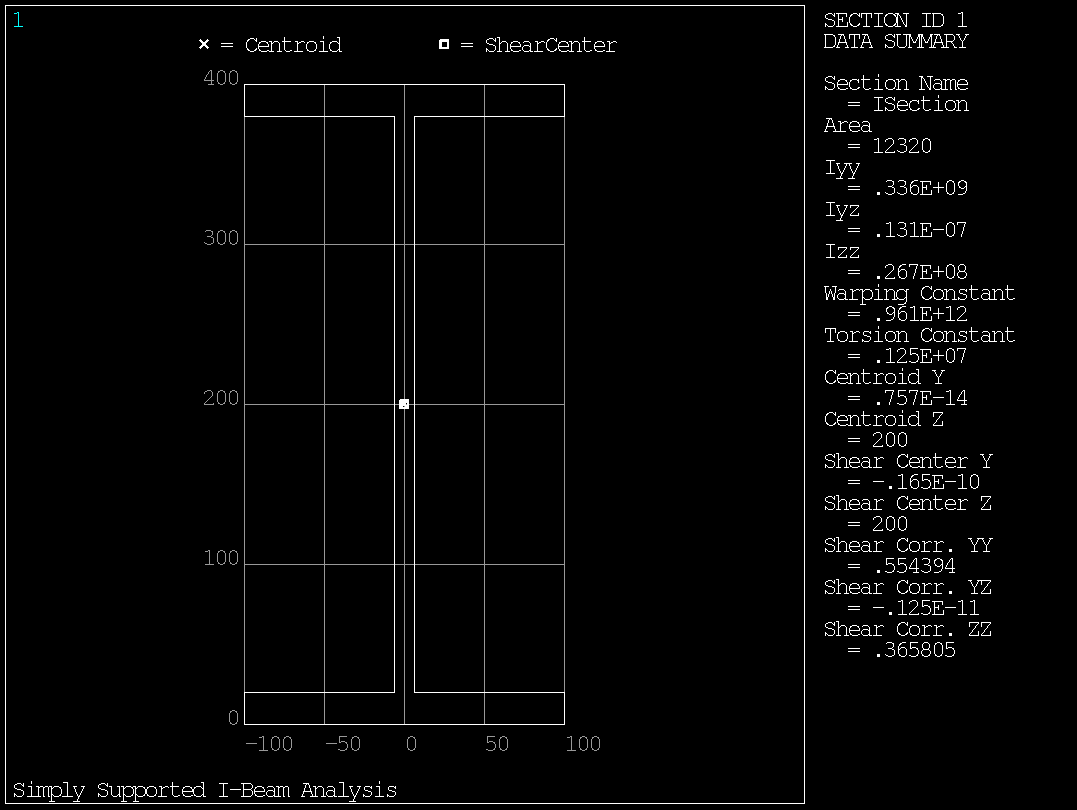 1
× = Centroid
□ = ShearCenter
400
300
200
100
0
−100 −50 0 50 100
Simply Supported I−Beam Analysis
SECTION ID 1
DATA SUMMARY
Section Name
= ISection
Area
= 12320
Iyy
= .336E+09
Iyz
= .131E−07
Izz
= .267E+08
Warping Constant
= .961E+12
Torsion Constant
= .125E+07
Centroid Y
= .757E−14
Centroid Z
= 200
Shear Center Y
= −.165E−10
Shear Center Z
= 200
Shear Corr. YY
= .554394
Shear Corr. YZ
= −.125E−11
Shear Corr. ZZ
= .365805